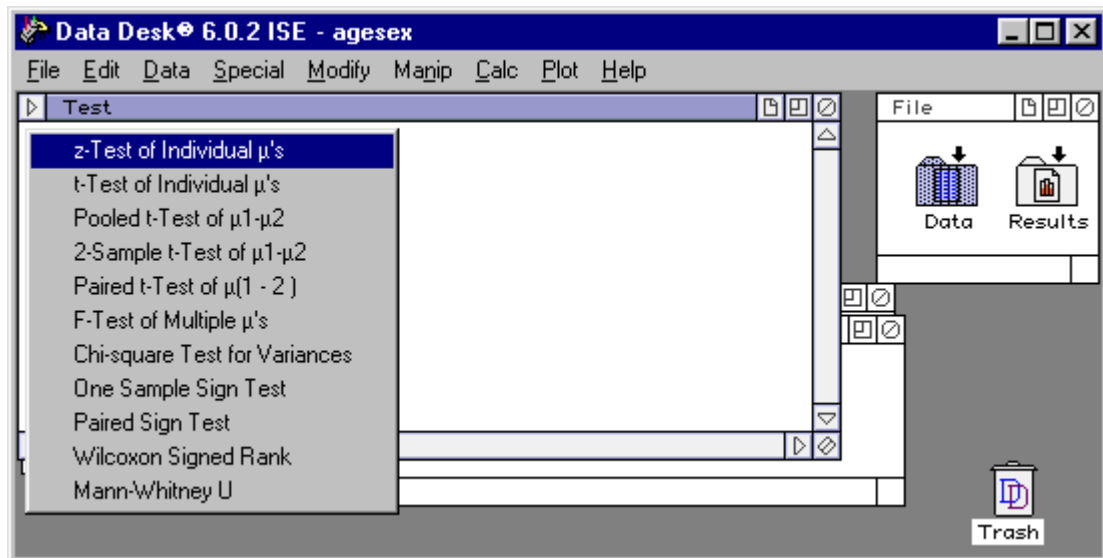 Data Desk® 6.0.2 ISE - agesex
File Edit Data Special Modify Manip Calc Plot Help
Test
File
z-Test of Individual µ's
t-Test of Individual µ's
Pooled t-Test of µ1-µ2
2-Sample t-Test of µ1-µ2
Paired t-Test of µ(1 - 2 )
F-Test of Multiple µ's
Chi-square Test for Variances
One Sample Sign Test
Paired Sign Test
Wilcoxon Signed Rank
Mann-Whitney U
Data Results
Trash